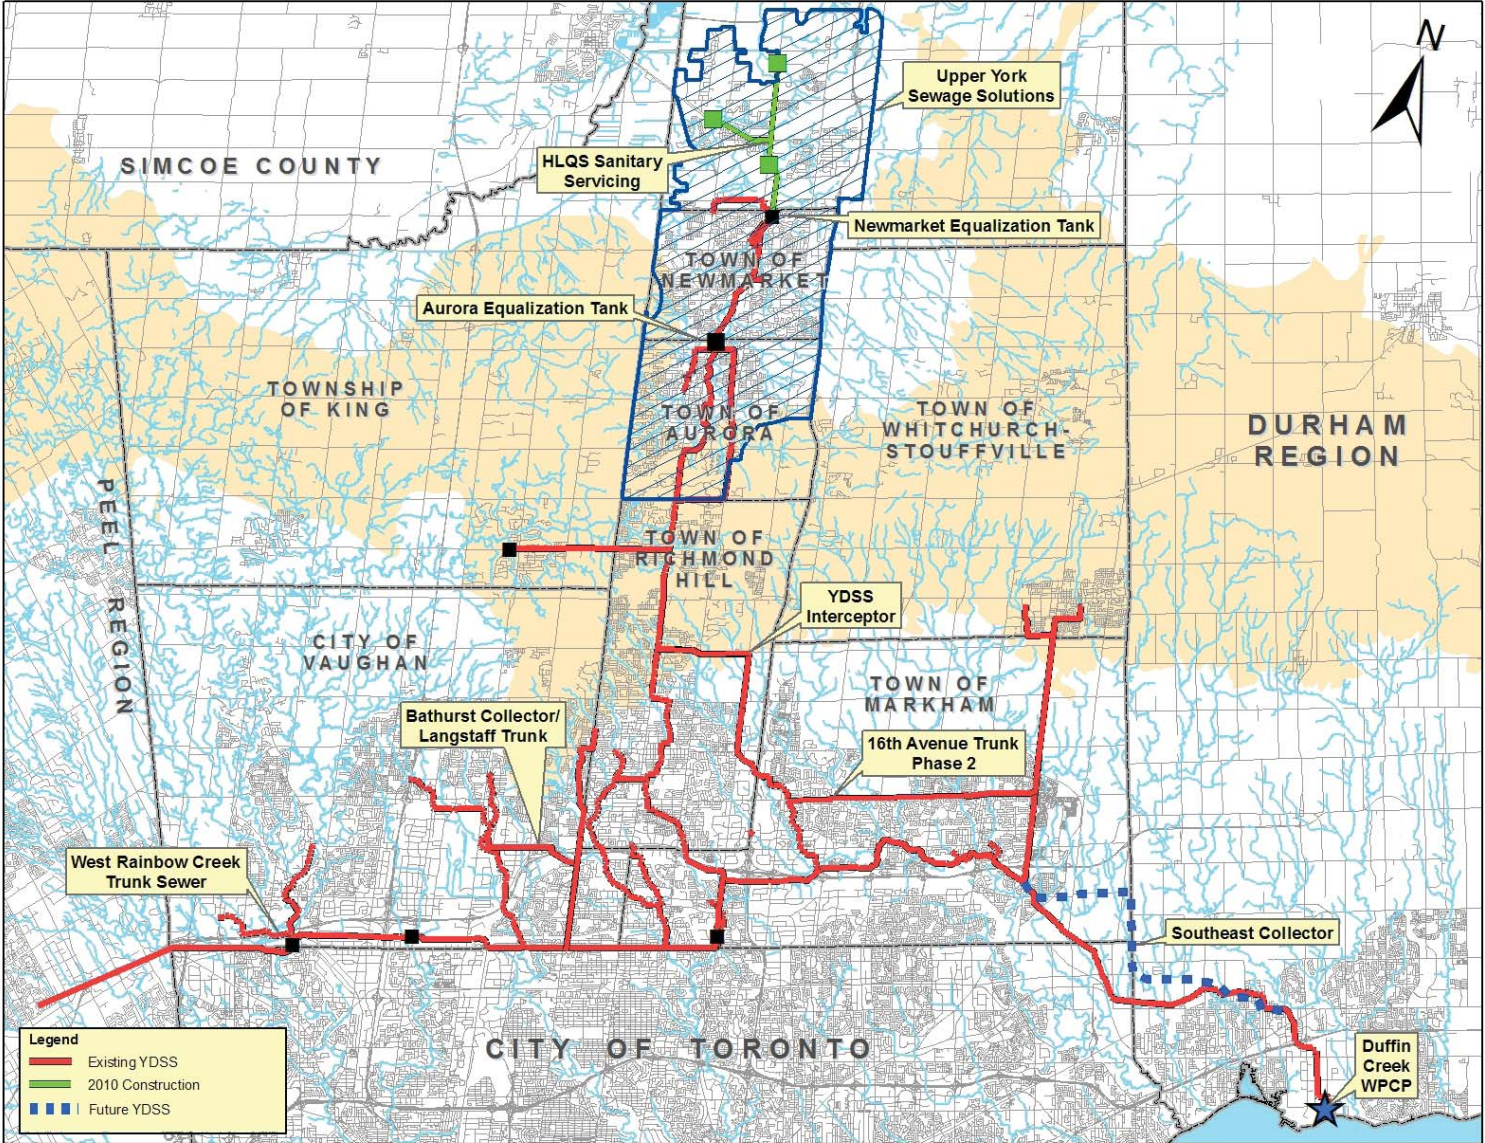 N
Upper York
Sewage Solutions
SIMCOE COUNTY
HLQS Sanitary
Servicing
Newmarket Equalization Tank
TOWN OF
NEWMARKET
Aurora Equalization Tank
TOWNSHIP
OF KING
TOWN OF
AURORA
TOWN OF
WHITCHURCH-
STOUFFVILLE
DURHAM
REGION
PEEL REGION
TOWN OF
RICHMOND
HILL
YDSS
Interceptor
CITY OF
VAUGHAN
TOWN OF
MARKHAM
Bathurst Collector/
Langstaff Trunk
16th Avenue Trunk
Phase 2
West Rainbow Creek
Trunk Sewer
Southeast Collector
CITY OF TORONTO
Duffin
Creek
WPCP
Legend
Existing YDSS
2010 Construction
Future YDSS